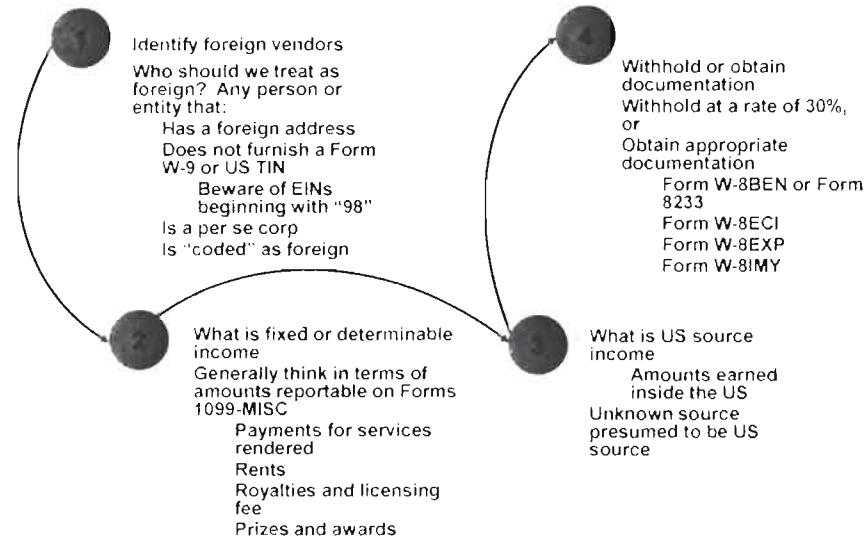 1
Identify foreign vendors
Who should we treat as
foreign? Any person or
entity that:
Has a foreign address
Does not furnish a Form
W-9 or US TIN
Beware of EINs
beginning with “98”
Is a per se corp
Is “coded” as foreign
2
What is fixed or determinable
income
Generally think in terms of
amounts reportable on Forms
1099-MISC
Payments for services
rendered
Rents
Royalties and licensing
fee
Prizes and awards
3
What is US source
income
Amounts earned
inside the US
Unknown source
presumed to be US
source
4
Withhold or obtain
documentation
Withhold at a rate of 30%,
or
Obtain appropriate
documentation
Form W-8BEN or Form
8233
Form W-8ECI
Form W-8EXP
Form W-8IMY